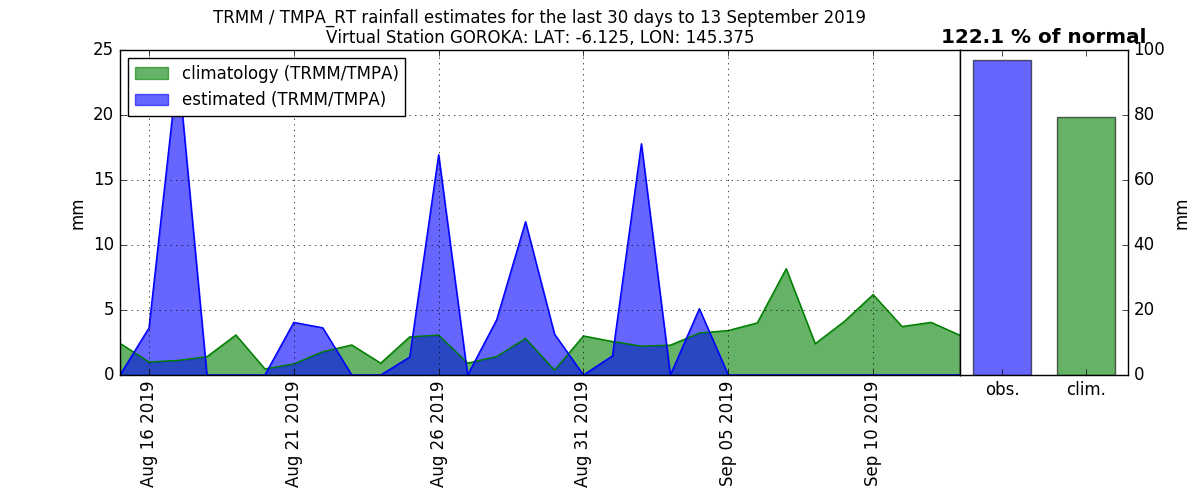 TRMM / TMPA_RT rainfall estimates for the last 30 days to 13 September 2019
Virtual Station GOROKA: LAT: -6.125, LON: 145.375
122.1 % of normal
climatology (TRMM/TMPA)
estimated (TRMM/TMPA)
25
20
15
10
5
0
mm
Aug 16 2019
Aug 21 2019
Aug 26 2019
Aug 31 2019
Sep 05 2019
Sep 10 2019
obs.
clim.
100
80
60
40
20
0
mm